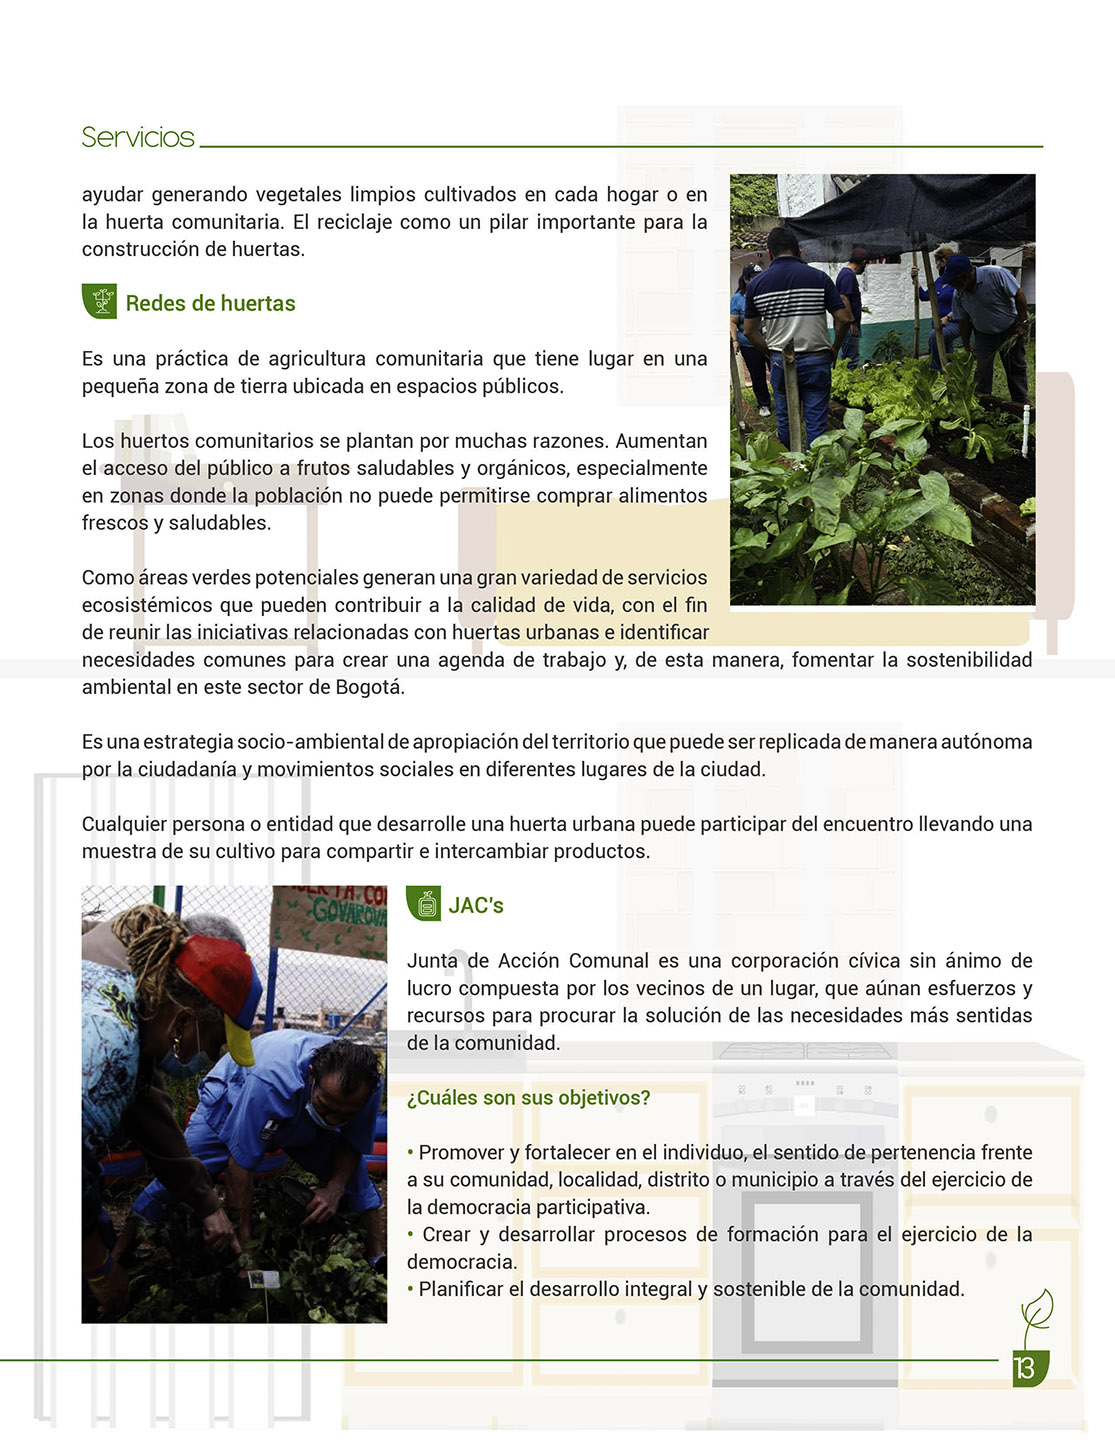 Servicios
ayudar generando vegetales limpios cultivados en cada hogar o en
la huerta comunitaria. El reciclaje como un pilar importante para la
construcción de huertas.
Redes de huertas
Es una práctica de agricultura comunitaria que tiene lugar en una
pequeña zona de tierra ubicada en espacios públicos.
Los huertos comunitarios se plantan por muchas razones. Aumentan
el acceso del público a frutos saludables y orgánicos, especialmente
en zonas donde la población no puede permitirse comprar alimentos
frescos y saludables.
Como áreas verdes potenciales generan una gran variedad de servicios
ecosistémicos que pueden contribuir a la calidad de vida, con el fin
de reunir las iniciativas relacionadas con huertas urbanas e identificar
necesidades comunes para crear una agenda de trabajo y, de esta manera, fomentar la sostenibilidad
ambiental en este sector de Bogotá.
Es una estrategia socio-ambiental de apropiación del territorio que puede ser replicada de manera autónoma
por la ciudadanía y movimientos sociales en diferentes lugares de la ciudad.
Cualquier persona o entidad que desarrolle una huerta urbana puede participar del encuentro llevando una
muestra de su cultivo para compartir e intercambiar productos.
JAC's
Junta de Acción Comunal es una corporación cívica sin ánimo de
lucro compuesta por los vecinos de un lugar, que aúnan esfuerzos y
recursos para procurar la solución de las necesidades más sentidas
de la comunidad.
¿Cuáles son sus objetivos?
• Promover y fortalecer en el individuo, el sentido de pertenencia frente
a su comunidad, localidad, distrito o municipio a través del ejercicio de
la democracia participativa.
• Crear y desarrollar procesos de formación para el ejercicio de la
democracia.
• Planificar el desarrollo integral y sostenible de la comunidad.
13